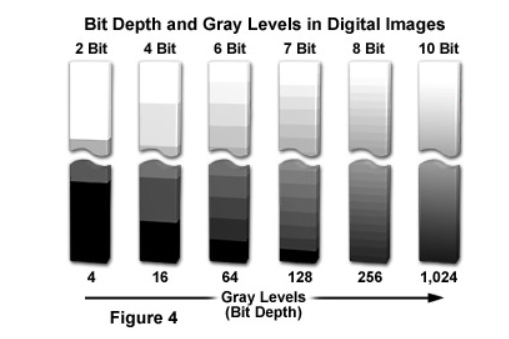 Bit Depth and Gray Levels in Digital Images
2 Bit 4 Bit 6 Bit 7 Bit 8 Bit 10 Bit
4 16 64 128 256 1,024
Gray Levels
(Bit Depth)
Figure 4